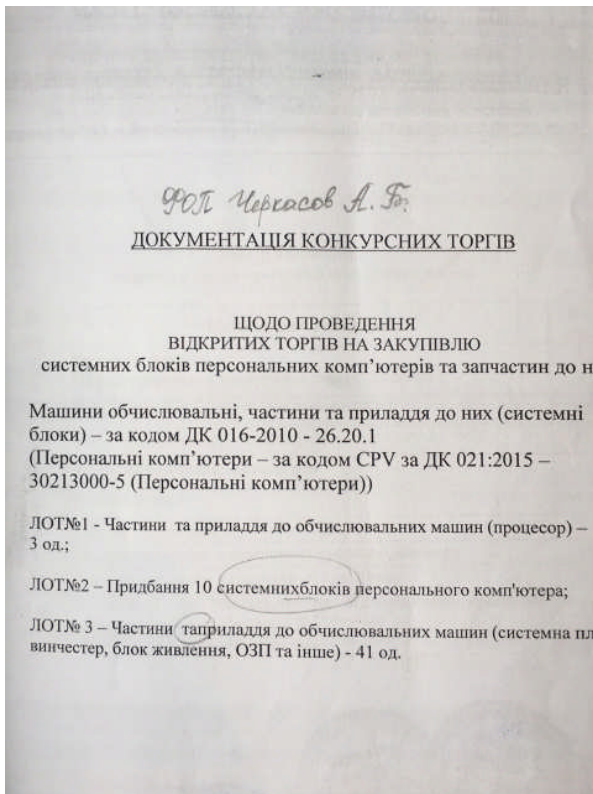 ФОП Черкасов А. Б.
ДОКУМЕНТАЦІЯ КОНКУРСНИХ ТОРГІВ
ЩОДО ПРОВЕДЕННЯ
ВІДКРИТИХ ТОРГІВ НА ЗАКУПІВЛЮ
системних блоків персональних комп’ютерів та запчастин до н
Машини обчислювальні, частини та приладдя до них (системні
блоки) – за кодом ДК 016-2010 - 26.20.1
(Персональні комп’ютери – за кодом CPV за ДК 021:2015 –
30213000-5 (Персональні комп’ютери))
ЛОТ№1 - Частини та приладдя до обчислювальних машин (процесор) –
3 од.;
ЛОТ№2 – Придбання 10 системнихблоків персонального комп'ютера;
ЛОТ№ 3 – Частини таприладдя до обчислювальних машин (системна пл
винчестер, блок живлення, ОЗП та інше) - 41 од.